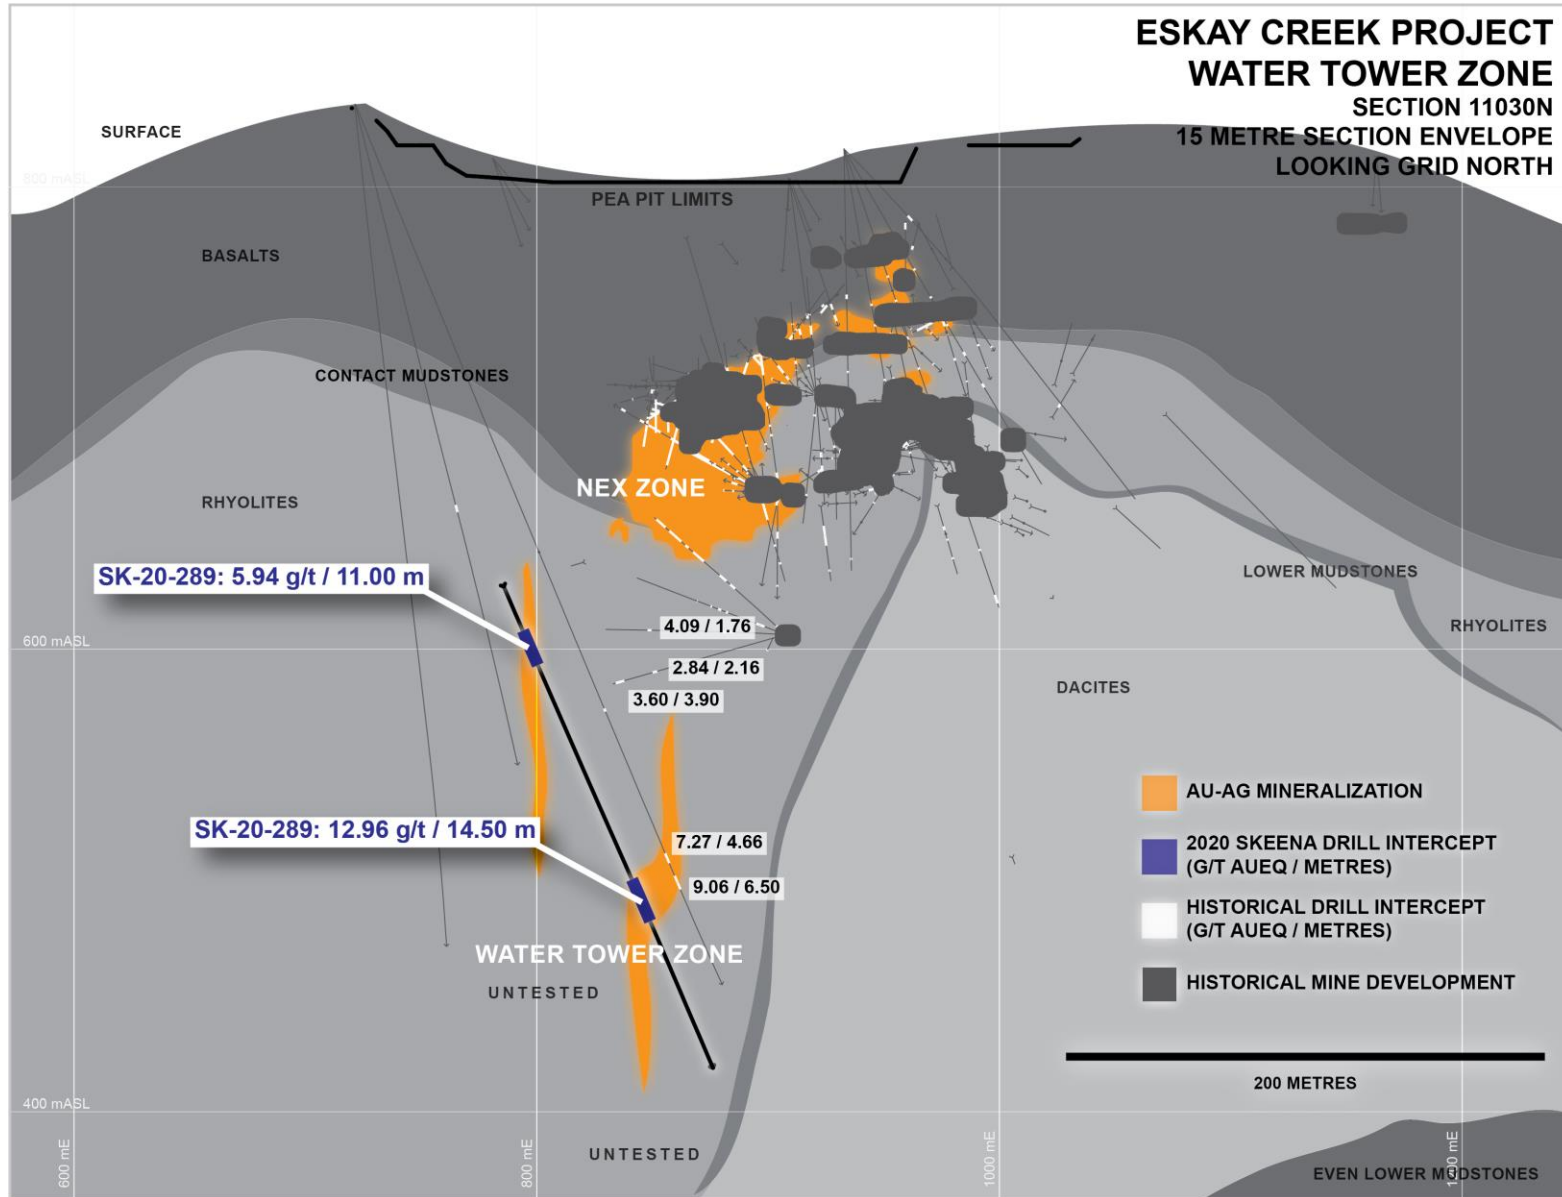 ESKAY CREEK PROJECT
WATER TOWER ZONE
SECTION 11030N
15 METRE SECTION ENVELOPE
LOOKING GRID NORTH
SURFACE
800 mASL
PEA PIT LIMITS
BASALTS
CONTACT MUDSTONES
NEX ZONE
RHYOLITES
SK-20-289: 5.94 g/t / 11.00 m
LOWER MUDSTONES
4.09 / 1.76
RHYOLITES
600 mASL
2.84 / 2.16
DACITES
3.60 / 3.90
AU-AG MINERALIZATION
SK-20-289: 12.96 g/t / 14.50 m
7.27 / 4.66
2020 SKEENA DRILL INTERCEPT
(G/T AUEQ / METRES)
9.06 / 6.50
HISTORICAL DRILL INTERCEPT
(G/T AUEQ / METRES)
WATER TOWER ZONE
HISTORICAL MINE DEVELOPMENT
UNTESTED
200 METRES
400 mASL
UNTESTED
EVEN LOWER MUDSTONES
600 mE
800 mE
1000 mE
1200 mE